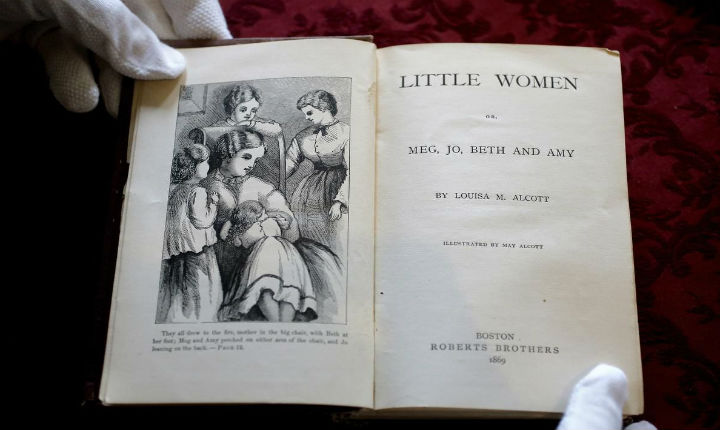 They all drew to the fire, mother in the big chair, with Beth at
her feet; Meg and Amy perched on either arm of the chair, and Jo
leaning on the back. — PAGE 12.
LITTLE WOMEN
OR,
MEG, JO, BETH AND AMY
BY LOUISA M. ALCOTT
ILLUSTRATED BY MAY ALCOTT
BOSTON
ROBERTS BROTHERS
1869